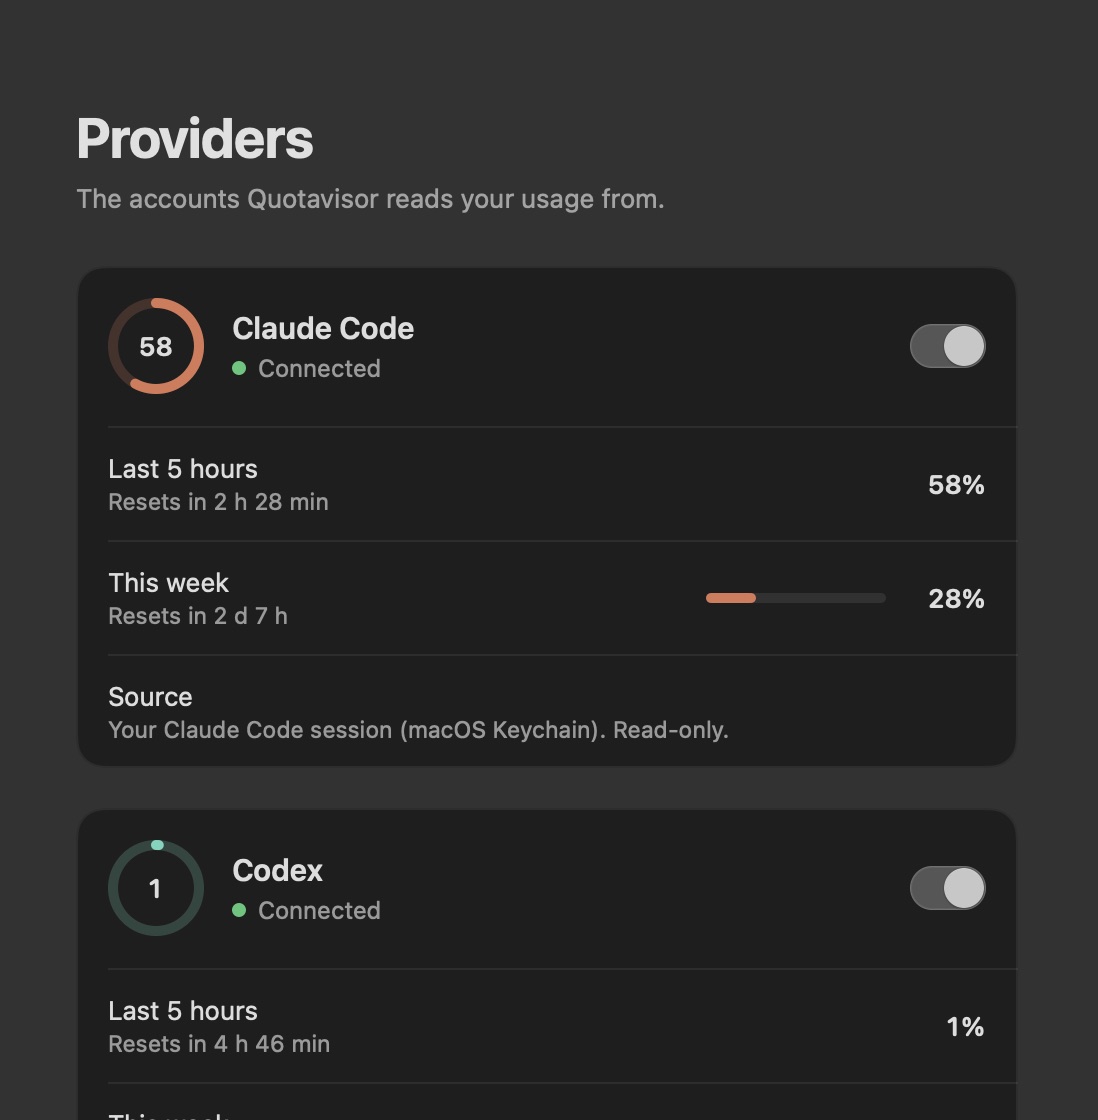 Providers
The accounts Quotavisor reads your usage from.
58
Claude Code
Connected
Last 5 hours
Resets in 2 h 28 min
58%
This week
Resets in 2 d 7 h
28%
Source
Your Claude Code session (macOS Keychain). Read-only.
1
Codex
Connected
Last 5 hours
Resets in 4 h 46 min
1%
This week